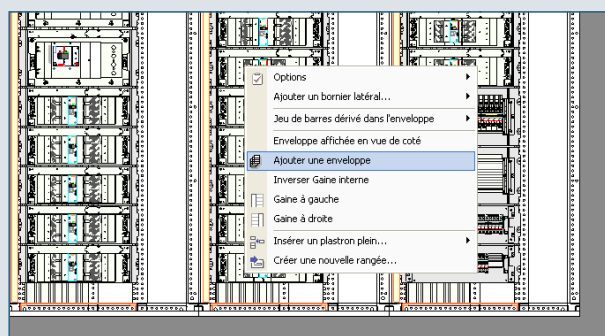 Options
Ajouter un bornier latéral...
Jeu de barres dérivé dans l'enveloppe
Enveloppe affichée en vue de coté
Ajouter une enveloppe
Inverser Gaine interne
Gaine à gauche
Gaine à droite
Insérer un plastron plein...
Créer une nouvelle rangée...